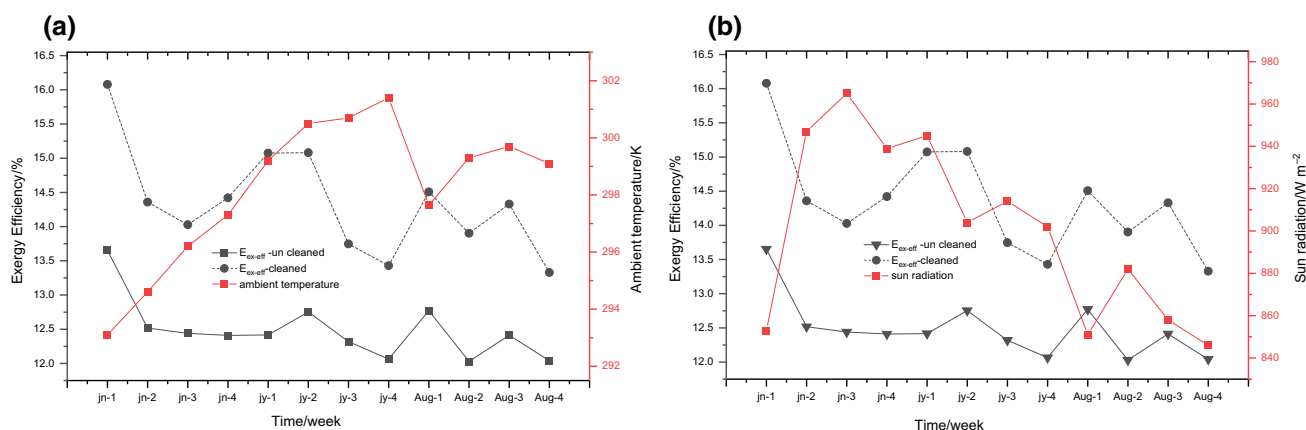 (a)
16.5
16.0
15.5
15.0
14.5
14.0
13.5
13.0
12.5
12.0
Exergy Efficiency/%
E_ex-eff -un cleaned
E_ex-eff-cleaned
ambient temperature
302
300
298
296
294
292
Ambient temperature/K
jn-1 jn-2 jn-3 jn-4 jy-1 jy-2 jy-3 jy-4 Aug-1 Aug-2 Aug-3 Aug-4
Time/week
(b)
16.5
16.0
15.5
15.0
14.5
14.0
13.5
13.0
12.5
12.0
Exergy Efficiency/%
E_ex-eff -un cleaned
E_ex-eff-cleaned
sun radiation
980
960
940
920
900
880
860
840
Sun radiation/W m⁻²
jn-1 jn-2 jn-3 jn-4 jy-1 jy-2 jy-3 jy-4 Aug-1 Aug-2 Aug-3 Aug-4
Time/week